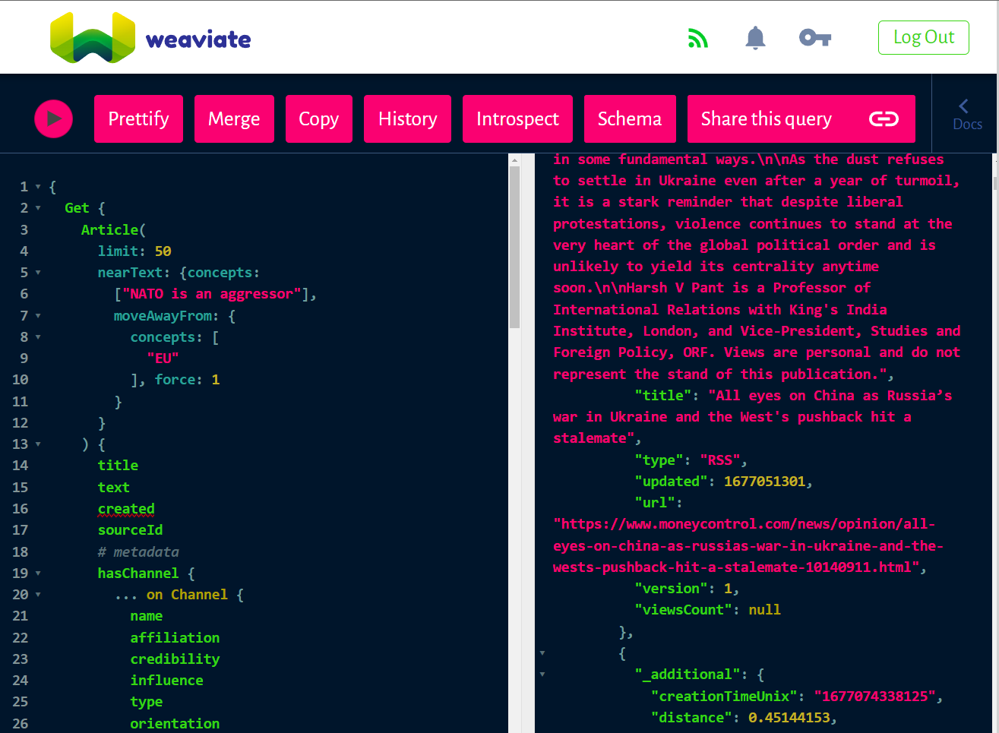 weaviate
Log Out
Prettify Merge Copy History Introspect Schema Share this query
Docs
1 {
2 Get {
3 Article(
4 limit: 50
5 nearText: {concepts:
6 ["NATO is an aggressor"],
7 moveAwayFrom: {
8 concepts: [
9 "EU"
10 ], force: 1
11 }
12 }
13 ) {
14 title
15 text
16 created
17 sourceId
18 # metadata
19 hasChannel {
20 ... on Channel {
21 name
22 affiliation
23 credibility
24 influence
25 type
26 orientation
in some fundamental ways.\n\nAs the dust refuses
to settle in Ukraine even after a year of turmoil,
it is a stark reminder that despite liberal
protestations, violence continues to stand at the
very heart of the global political order and is
unlikely to yield its centrality anytime
soon.\n\nHarsh V Pant is a Professor of
International Relations with King's India
Institute, London, and Vice-President, Studies and
Foreign Policy, ORF. Views are personal and do not
represent the stand of this publication.",
"title": "All eyes on China as Russia’s
war in Ukraine and the West's pushback hit a
stalemate",
"type": "RSS",
"updated": 1677051301,
"url":
"https://www.moneycontrol.com/news/opinion/all-
eyes-on-china-as-russias-war-in-ukraine-and-the-
wests-pushback-hit-a-stalemate-10140911.html",
"version": 1,
"viewsCount": null
},
{
"_additional": {
"creationTimeUnix": "1677074338125",
"distance": 0.45144153,